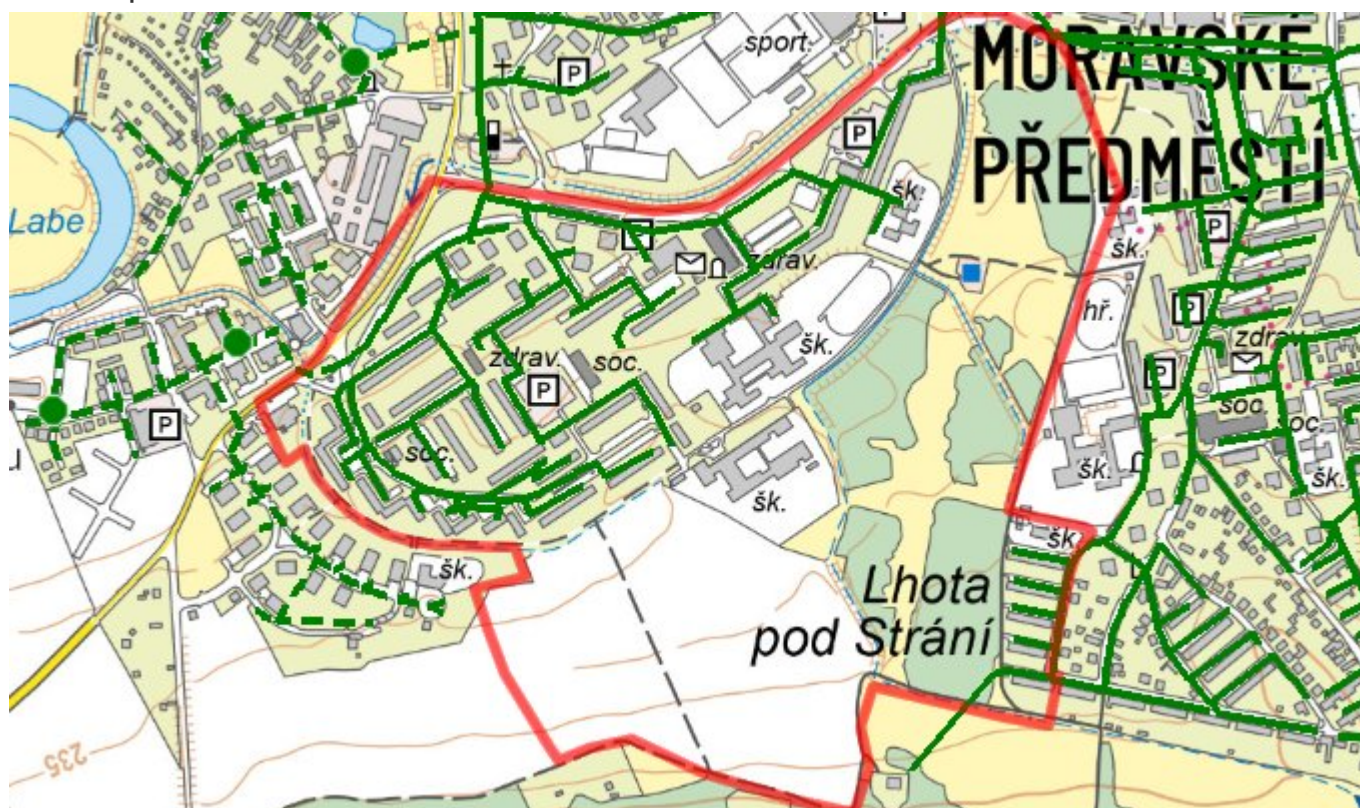 sport.
MORAVSKÉ
PŘEDMĚSTÍ
P
P
P
šk.
šk.
Labe
zdrav.
hř.
P
zdrav.
soc.
zdrav.
šk.
P
P
P
soc.
soc.
soc.
šk.
šk.
šk.
šk.
šk.
Lhota
pod Strání
235